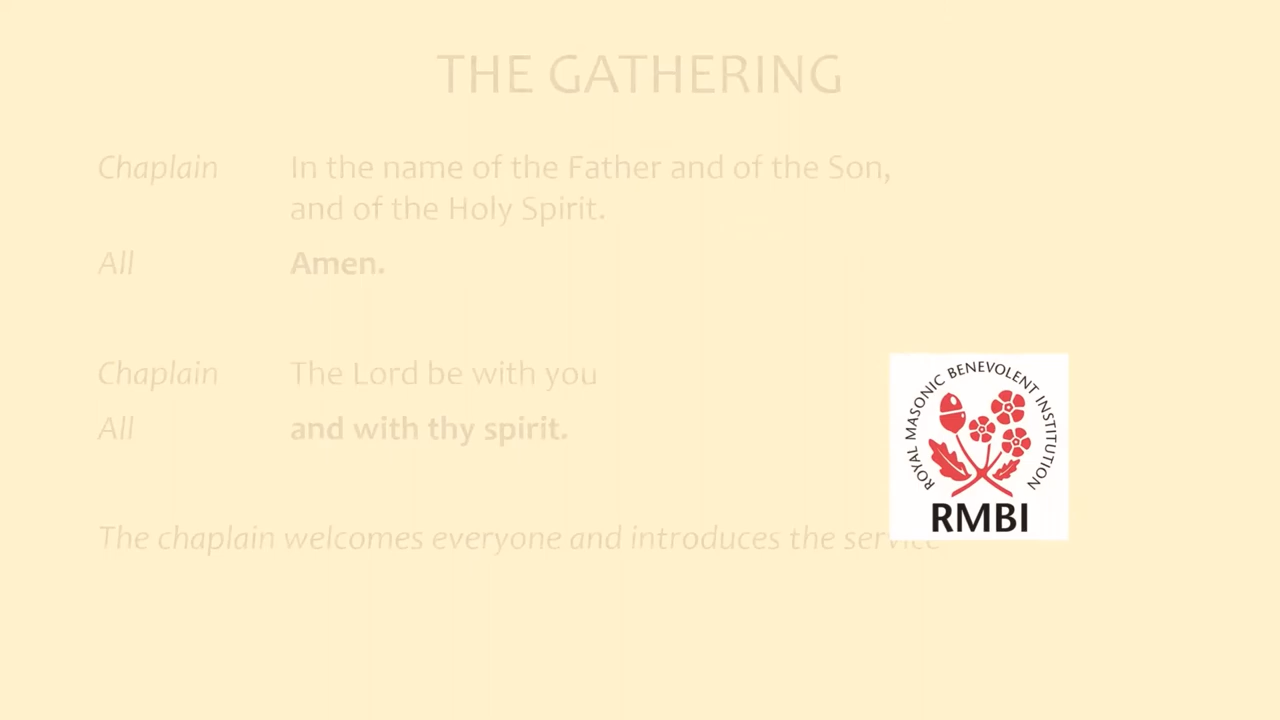 THE GATHERING
Chaplain In the name of the Father and of the Son,
and of the Holy Spirit.
All Amen.
Chaplain The Lord be with you
All and with thy spirit.
ROYAL MASONIC BENEVOLENT INSTITUTION
RMBI
The chaplain welcomes everyone and introduces the service